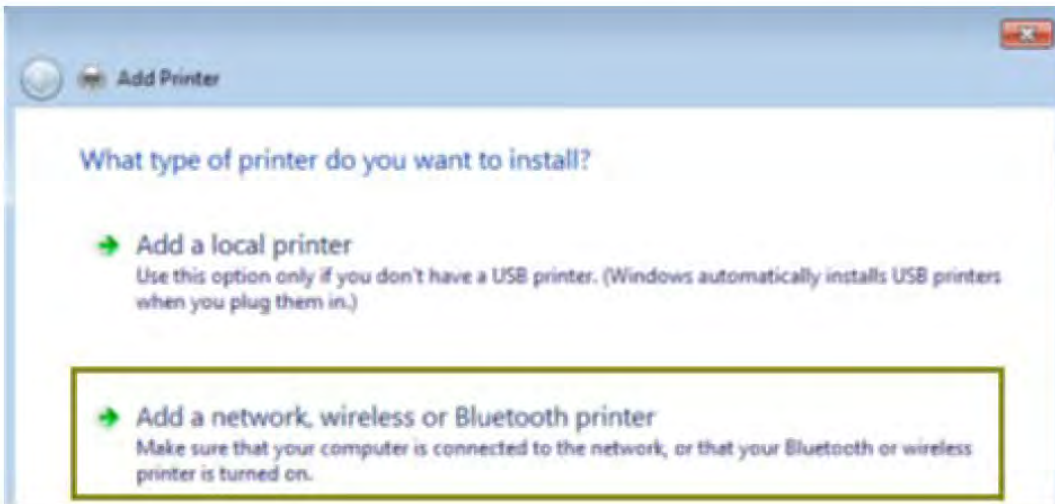 Add Printer
What type of printer do you want to install?
Add a local printer
Use this option only if you don't have a USB printer. (Windows automatically installs USB printers
when you plug them in.)
Add a network, wireless or Bluetooth printer
Make sure that your computer is connected to the network, or that your Bluetooth or wireless
printer is turned on.